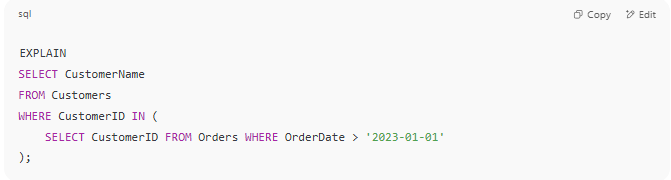 sql
Copy
Edit
EXPLAIN
SELECT CustomerName
FROM Customers
WHERE CustomerID IN (
    SELECT CustomerID FROM Orders WHERE OrderDate > '2023-01-01'
);